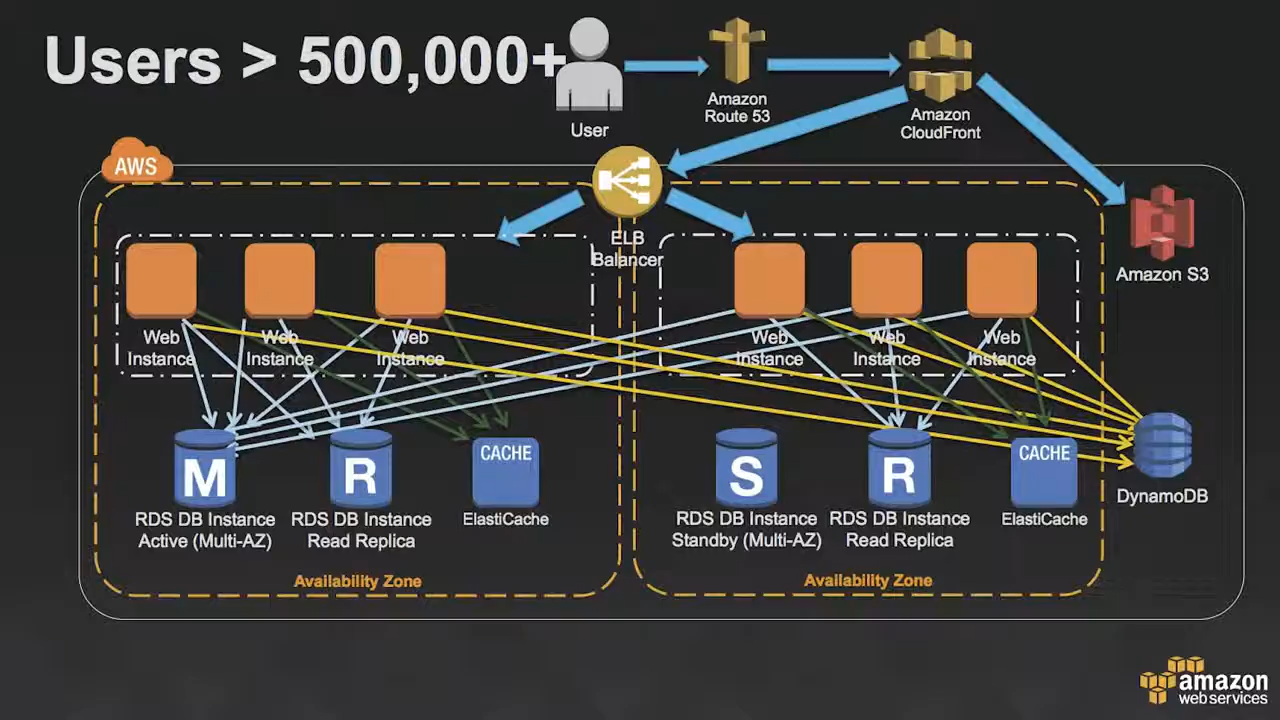 Users > 500,000+
User
Amazon
Route 53
Amazon
CloudFront
AWS
ELB
Balancer
Amazon S3
Web
Instance
Web
Instance
Web
Instance
Web
Instance
Web
Instance
Web
Instance
M
RDS DB Instance
Active (Multi-AZ)
R
RDS DB Instance
Read Replica
CACHE
ElastiCache
S
RDS DB Instance
Standby (Multi-AZ)
R
RDS DB Instance
Read Replica
CACHE
ElastiCache
DynamoDB
Availability Zone
Availability Zone
amazon
web services